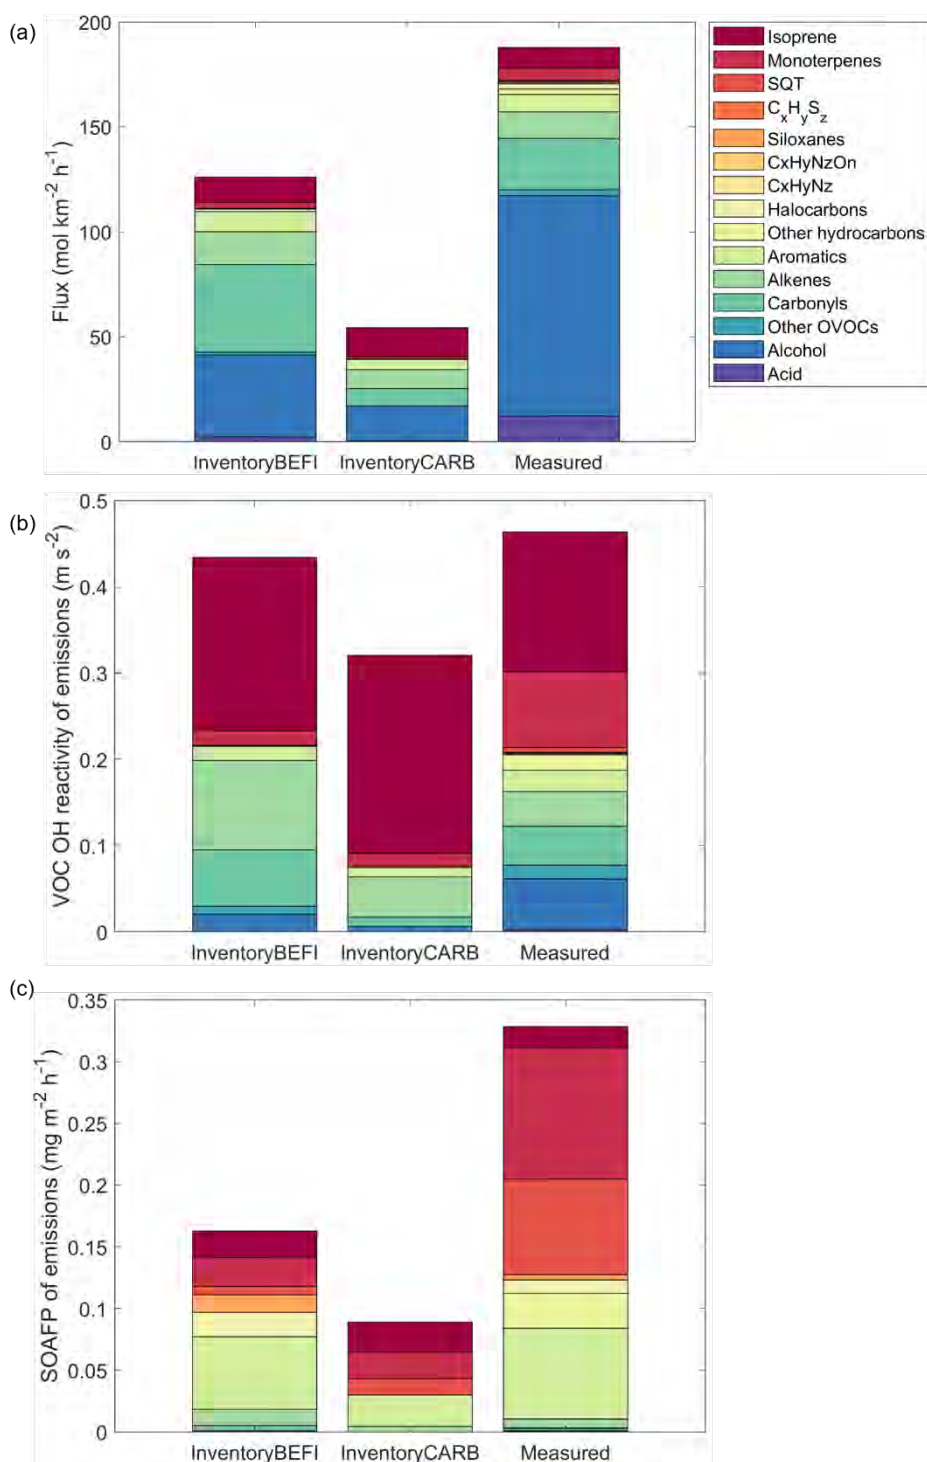 (a)
Flux (mol km⁻² h⁻¹)
200
150
100
50
0
InventoryBEFI InventoryCARB Measured
Isoprene
Monoterpenes
SQT
CₓHᵧS_z
Siloxanes
CxHyNzOn
CxHyNz
Halocarbons
Other hydrocarbons
Aromatics
Alkenes
Carbonyls
Other OVOCs
Alcohol
Acid
(b)
VOC OH reactivity of emissions (m s⁻²)
0.5
0.4
0.3
0.2
0.1
0
InventoryBEFI InventoryCARB Measured
(c)
SOAFP of emissions (mg m⁻² h⁻¹)
0.35
0.3
0.25
0.2
0.15
0.1
0.05
0
InventoryBEFI InventoryCARB Measured